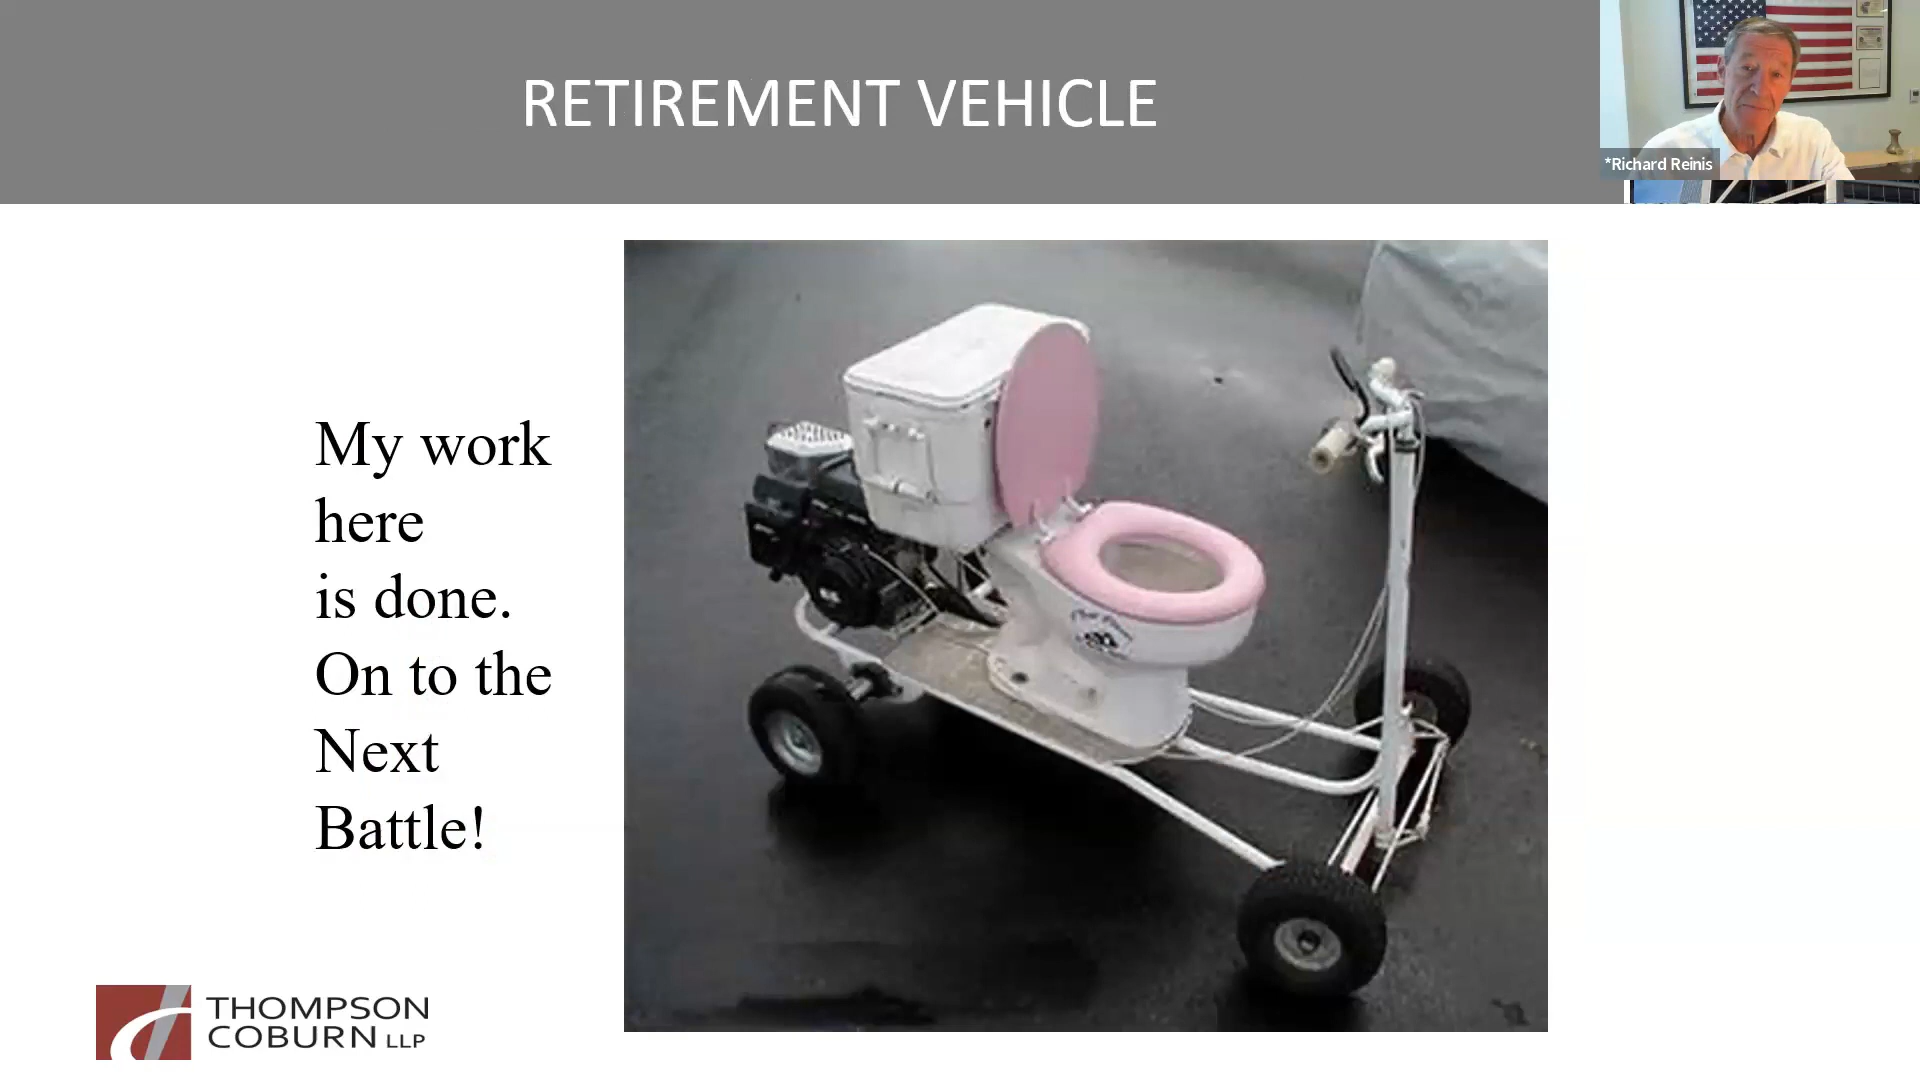 RETIREMENT VEHICLE
*Richard Reinis
My work
here
is done.
On to the
Next
Battle!
THOMPSON
COBURN LLP